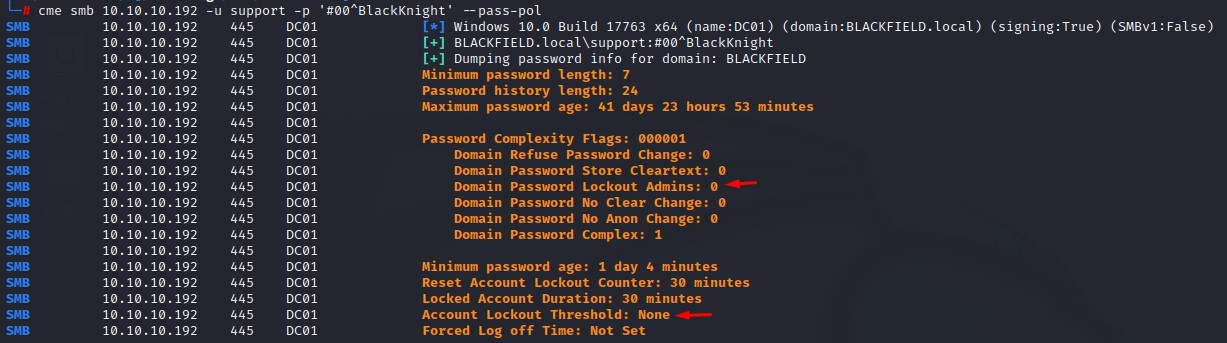 └─# cme smb 10.10.10.192 -u support -p '#00^BlackKnight' --pass-pol
SMB 10.10.10.192 445 DC01 [*] Windows 10.0 Build 17763 x64 (name:DC01) (domain:BLACKFIELD.local) (signing:True) (SMBv1:False)
SMB 10.10.10.192 445 DC01 [+] BLACKFIELD.local\support:#00^BlackKnight
SMB 10.10.10.192 445 DC01 [+] Dumping password info for domain: BLACKFIELD
SMB 10.10.10.192 445 DC01 Minimum password length: 7
SMB 10.10.10.192 445 DC01 Password history length: 24
SMB 10.10.10.192 445 DC01 Maximum password age: 41 days 23 hours 53 minutes
SMB 10.10.10.192 445 DC01
SMB 10.10.10.192 445 DC01 Password Complexity Flags: 000001
SMB 10.10.10.192 445 DC01 Domain Refuse Password Change: 0
SMB 10.10.10.192 445 DC01 Domain Password Store Cleartext: 0
SMB 10.10.10.192 445 DC01 Domain Password Lockout Admins: 0
SMB 10.10.10.192 445 DC01 Domain Password No Clear Change: 0
SMB 10.10.10.192 445 DC01 Domain Password No Anon Change: 0
SMB 10.10.10.192 445 DC01 Domain Password Complex: 1
SMB 10.10.10.192 445 DC01
SMB 10.10.10.192 445 DC01 Minimum password age: 1 day 4 minutes
SMB 10.10.10.192 445 DC01 Reset Account Lockout Counter: 30 minutes
SMB 10.10.10.192 445 DC01 Locked Account Duration: 30 minutes
SMB 10.10.10.192 445 DC01 Account Lockout Threshold: None
SMB 10.10.10.192 445 DC01 Forced Log off Time: Not Set